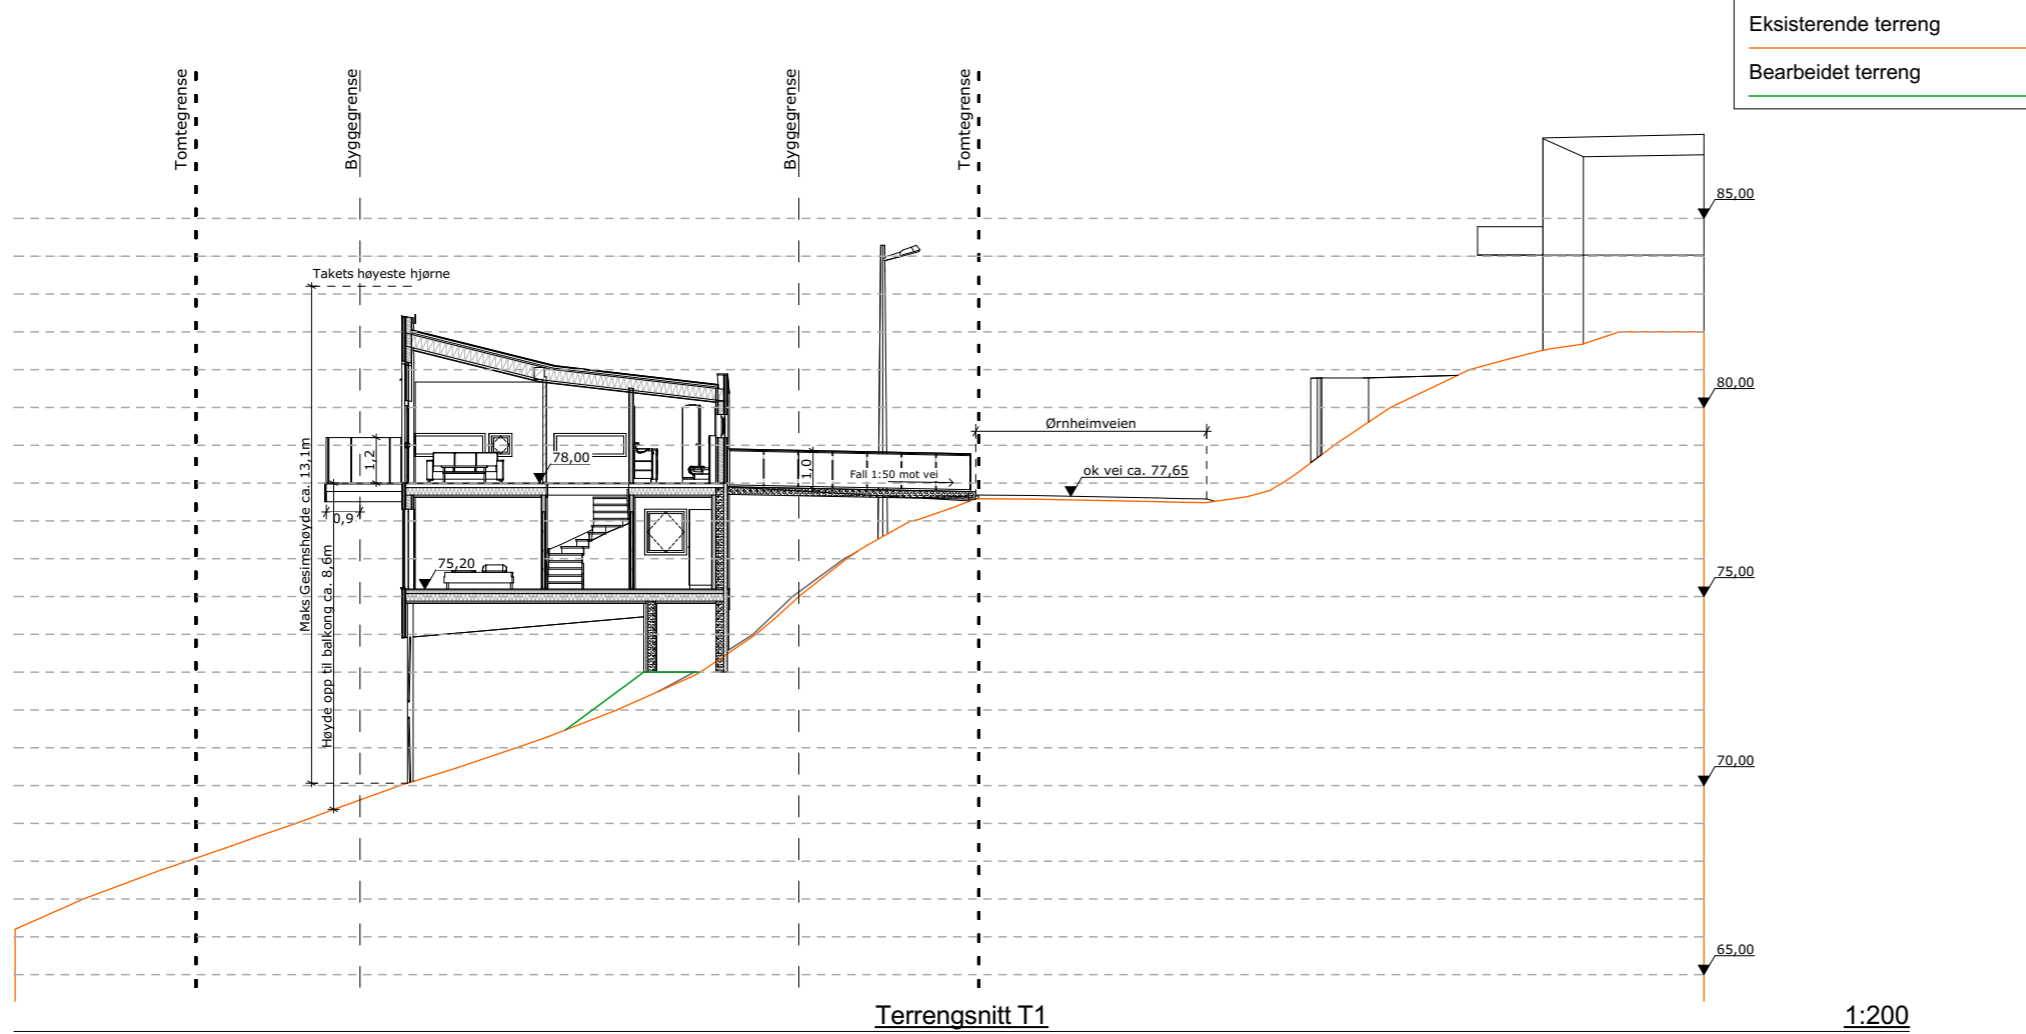 Eksisterende terreng
Bearbeidet terreng
Tomtegrense
Byggegrense
Byggegrense
Tomtegrense
85,00
Takets høyeste hjørne
80,00
Ørnheimveien
Maks Gesimshøyde ca. 13,1m
1,2
78,00
1,0
Fall 1:50 mot vei
ok vei ca. 77,65
0,9
Høyde opp til balkong ca. 8,6m
75,20
75,00
70,00
65,00
Terrengsnitt T1
1:200